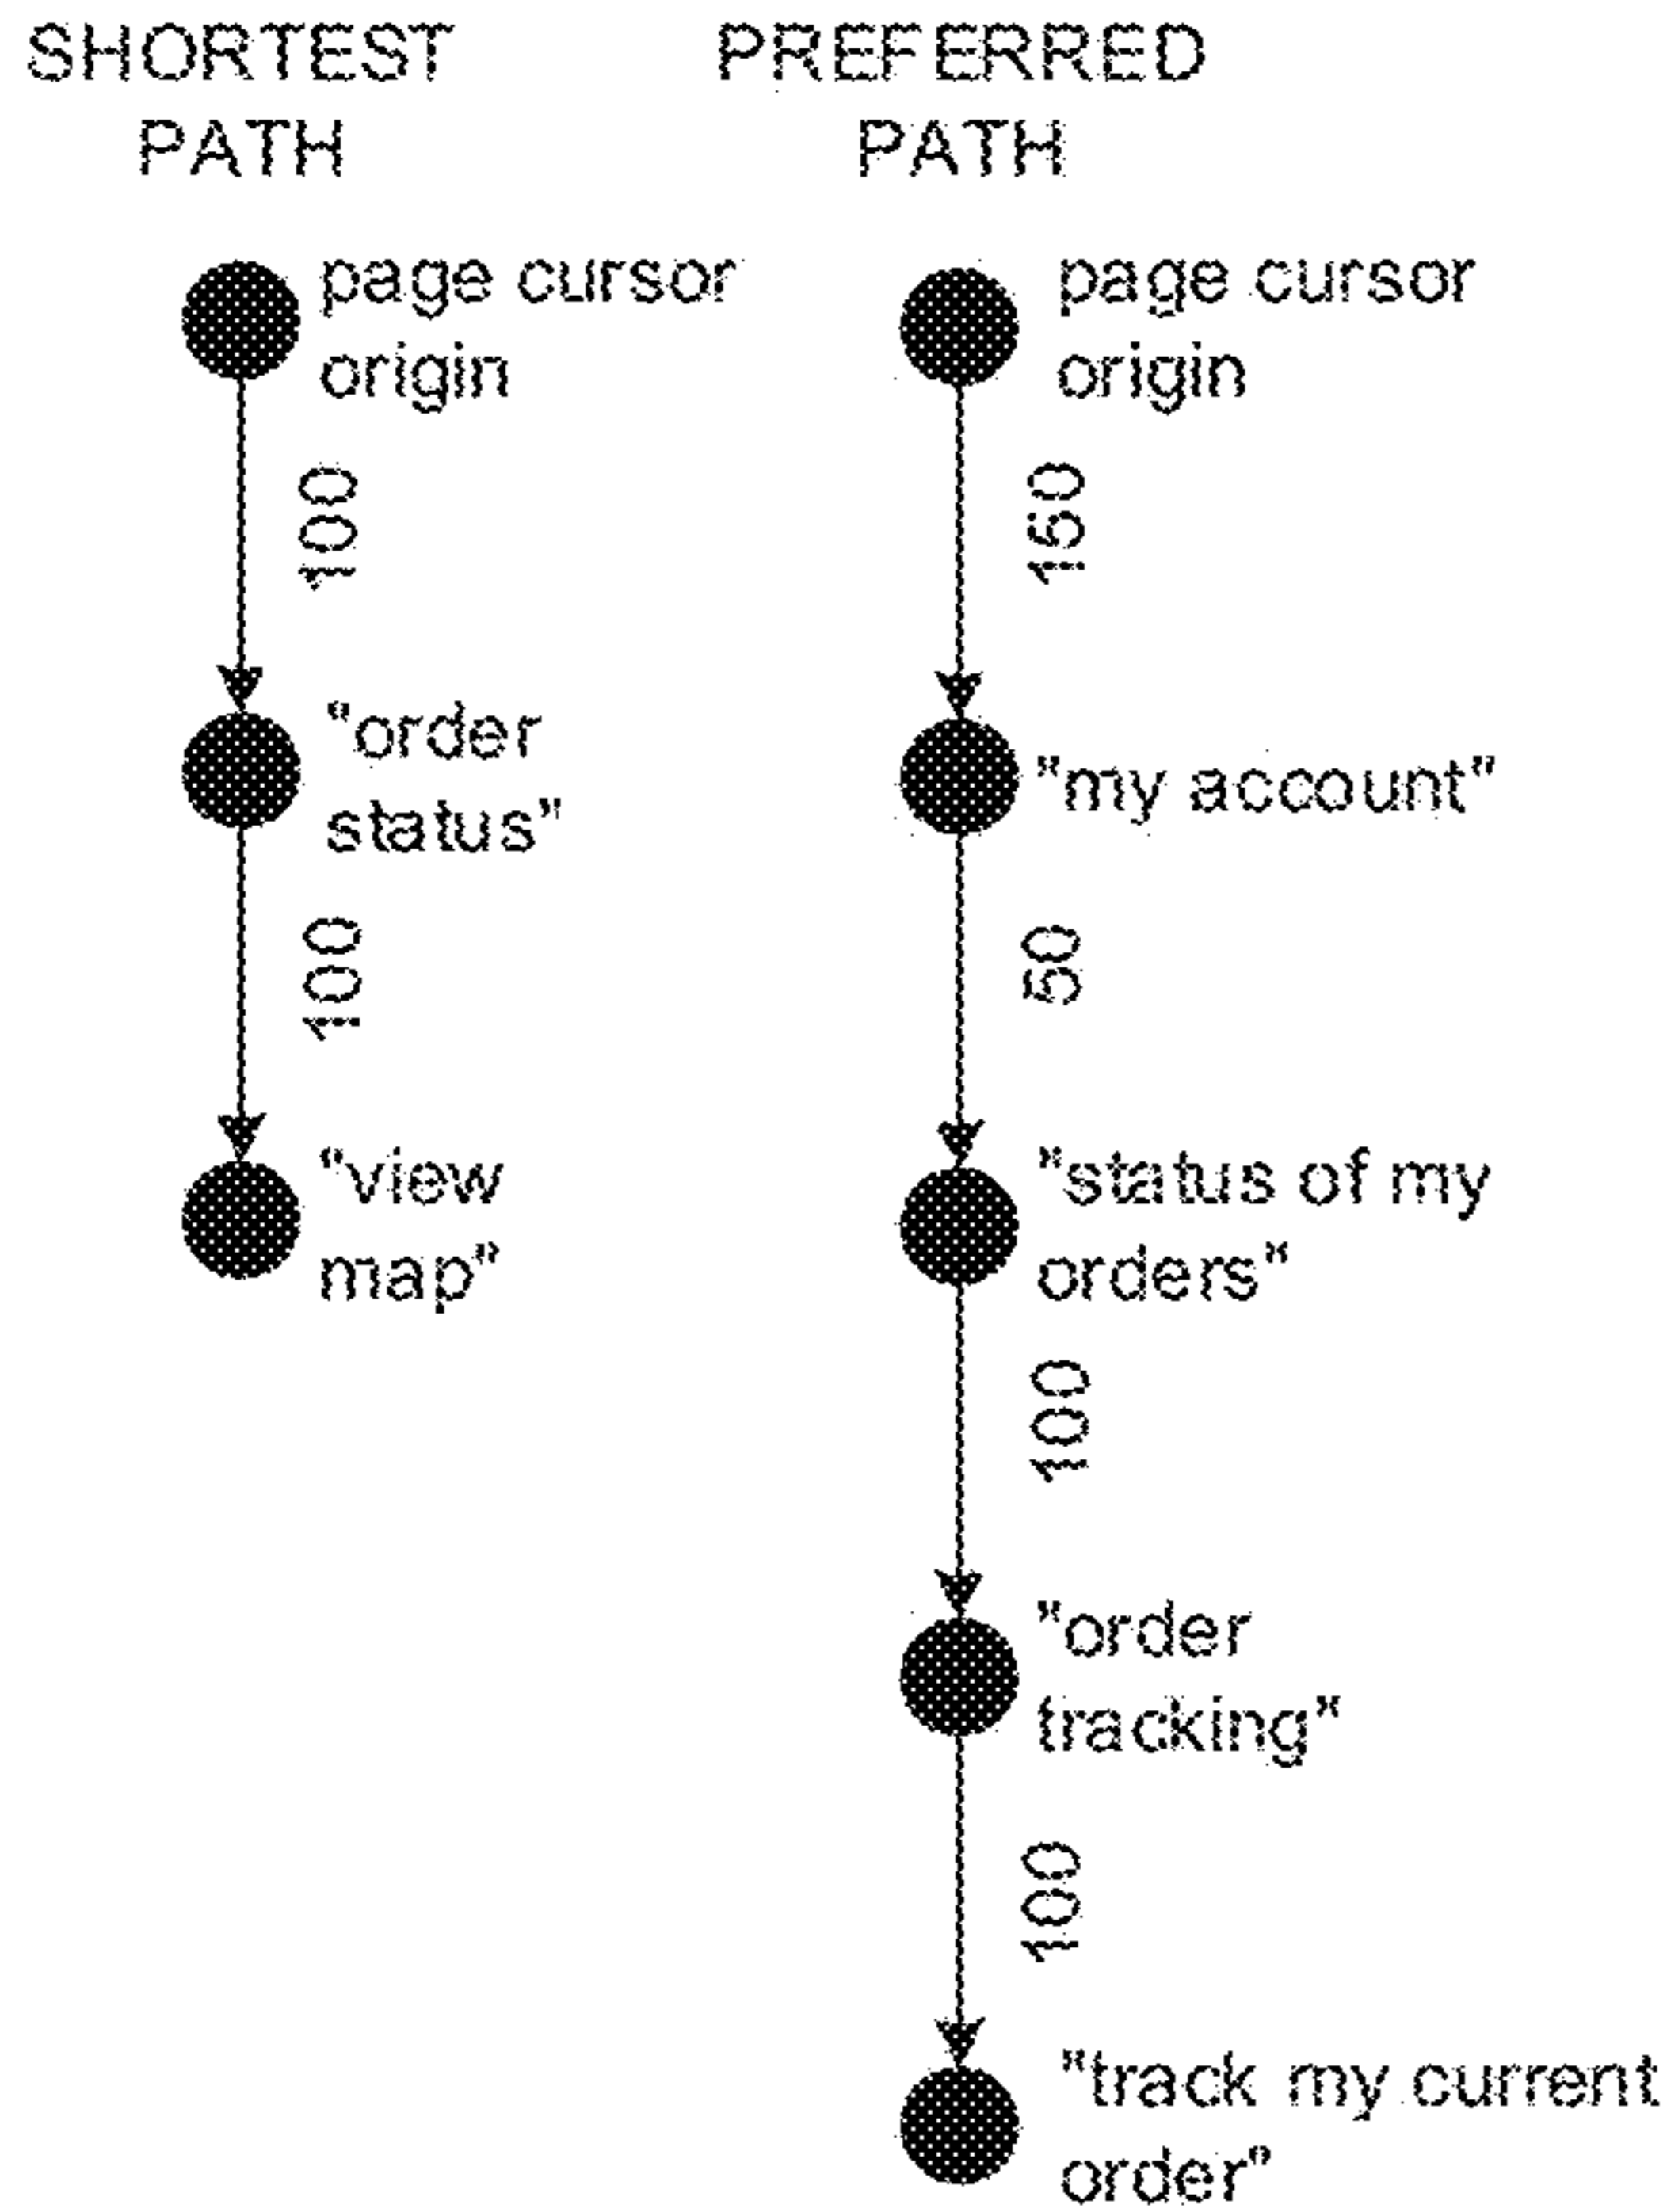 SHORTEST
PATH
page cursor
origin
100
"order
status"
100
"view
map"
PREFERRED
PATH
page cursor
origin
150
"my account"
50
"status of my
orders"
100
"order
tracking"
100
"track my current
order"